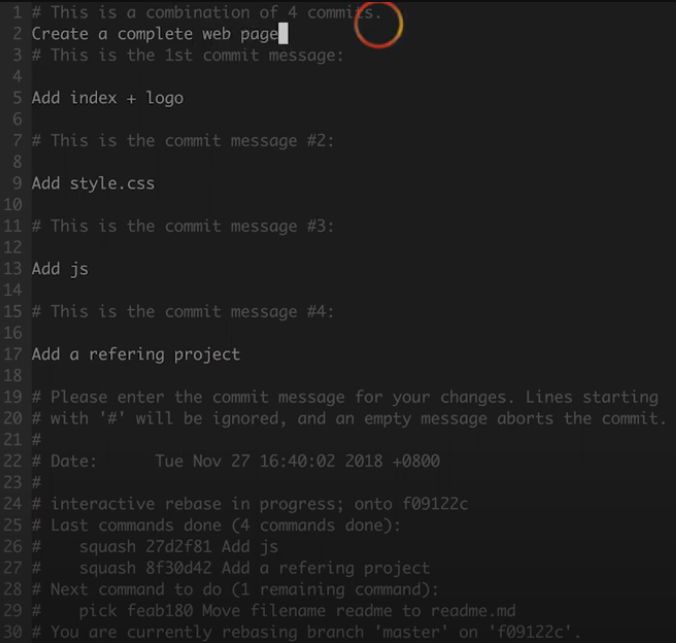 1 # This is a combination of 4 commits.
2 Create a complete web page
3 # This is the 1st commit message:
4
5 Add index + logo
6
7 # This is the commit message #2:
8
9 Add style.css
10
11 # This is the commit message #3:
12
13 Add js
14
15 # This is the commit message #4:
16
17 Add a refering project
18
19 # Please enter the commit message for your changes. Lines starting
20 # with '#' will be ignored, and an empty message aborts the commit.
21 #
22 # Date:      Tue Nov 27 16:40:02 2018 +0800
23 #
24 # interactive rebase in progress; onto f09122c
25 # Last commands done (4 commands done):
26 #    squash 27d2f81 Add js
27 #    squash 8f30d42 Add a refering project
28 # Next command to do (1 remaining command):
29 #    pick feab180 Move filename readme to readme.md
30 # You are currently rebasing branch 'master' on 'f09122c'.